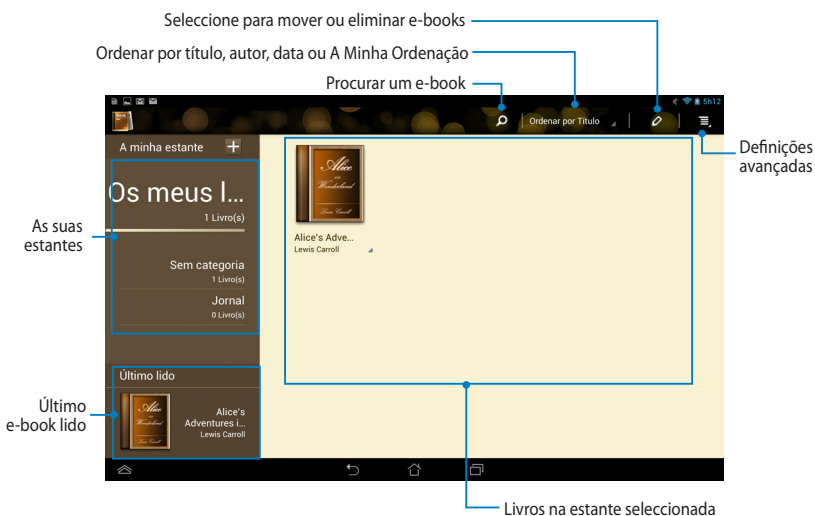 Seleccione para mover ou eliminar e-books
Ordenar por título, autor, data ou A Minha Ordenação
Procurar um e-book
5h12
Ordenar por Título
Definições
avançadas
A minha estante
Os meus l...
1 Livro(s)
As suas
estantes
Sem categoria
1 Livro(s)
Jornal
0 Livro(s)
Alice
in
Wonderland
Lewis Carroll
Alice's Adve...
Lewis Carroll
Último lido
Último
e-book lido
Alice
in
Wonderland
Lewis Carroll
Alice's
Adventures i...
Lewis Carroll
Livros na estante seleccionada